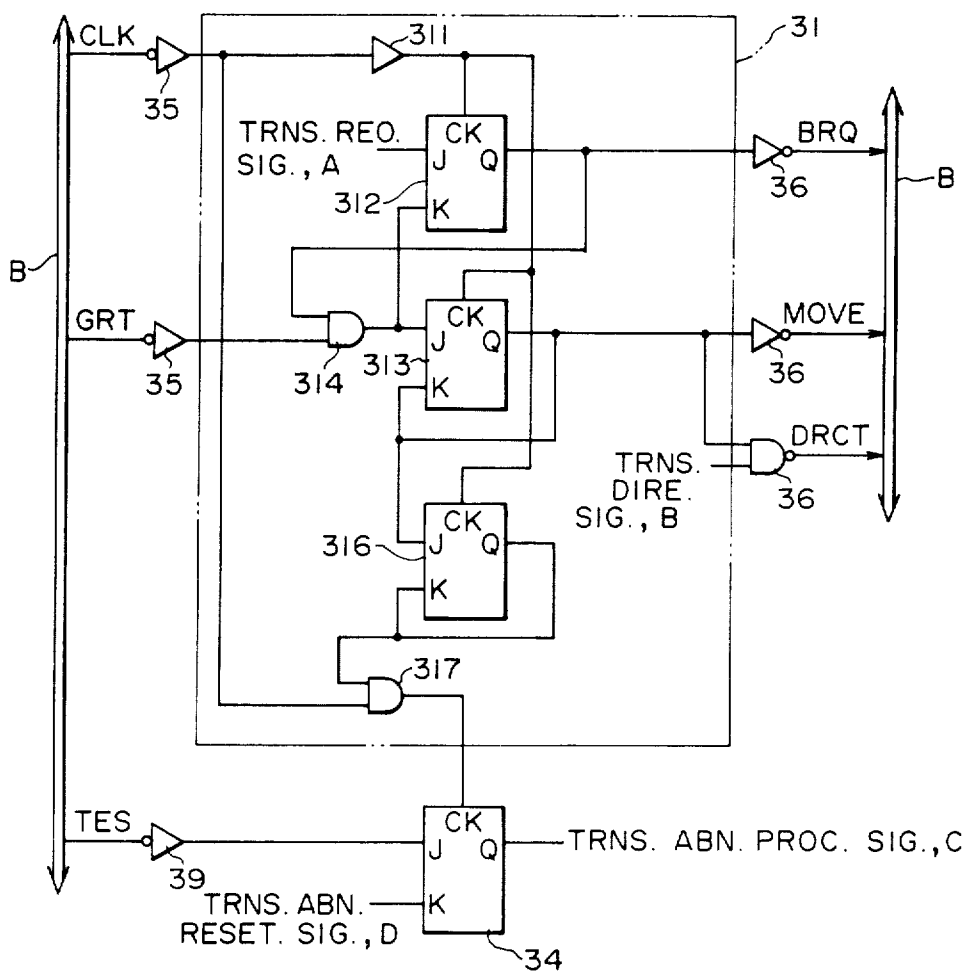 CLK
311
31
35
TRNS. REO.
SIG., A
CK
J
Q
312
K
BRQ
36
B
B
GRT
35
314
CK
J
Q
313
K
MOVE
36
DRCT
TRNS.
DIRE.
SIG., B
36
CK
316
J
Q
K
317
TES
39
CK
J
Q
TRNS. ABN. PROC. SIG., C
TRNS. ABN.
RESET. SIG., D
K
34